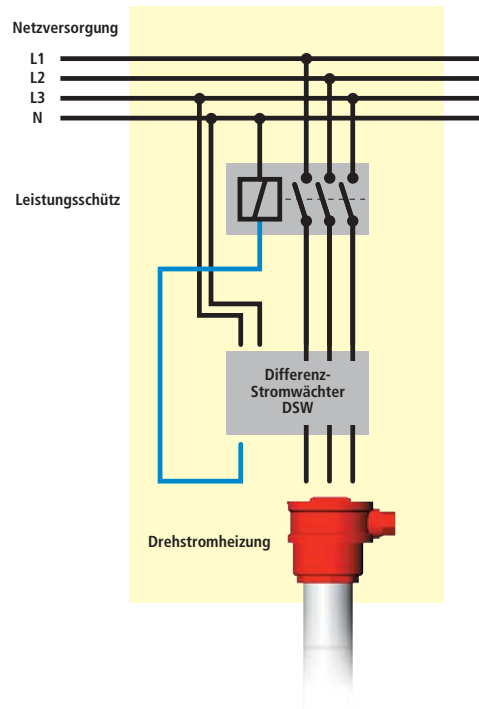 Netzversorgung
L1
L2
L3
N
Leistungsschütz
Differenz-
Stromwächter
DSW
Drehstromheizung